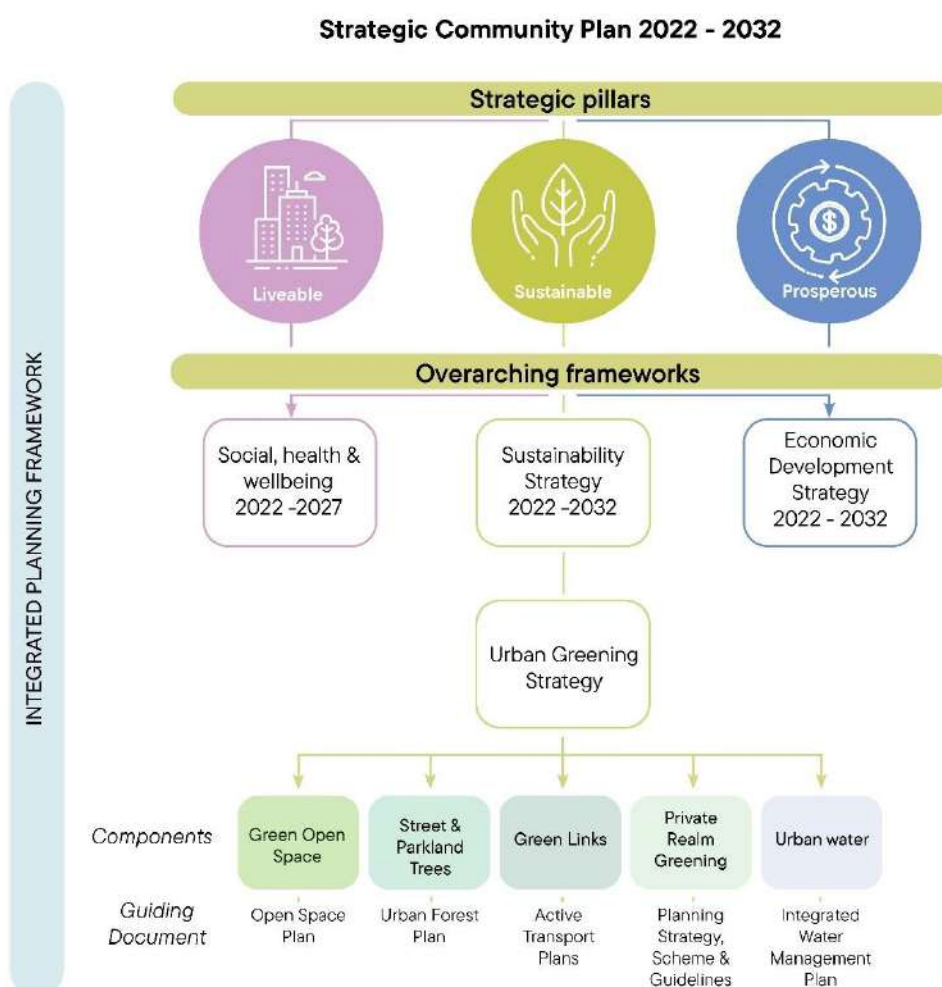 Strategic Community Plan 2022 - 2032
INTEGRATED PLANNING FRAMEWORK
Strategic pillars
Liveable
Sustainable
Prosperous
Overarching frameworks
Social, health &
wellbeing
2022 -2027
Sustainability
Strategy
2022 -2032
Economic
Development
Strategy
2022 - 2032
Urban Greening
Strategy
Components
Green Open
Space
Street &
Parkland
Trees
Green Links
Private
Realm
Greening
Urban water
Guiding
Document
Open Space
Plan
Urban Forest
Plan
Active
Transport
Plans
Planning
Strategy,
Scheme &
Guidelines
Integrated
Water
Management
Plan